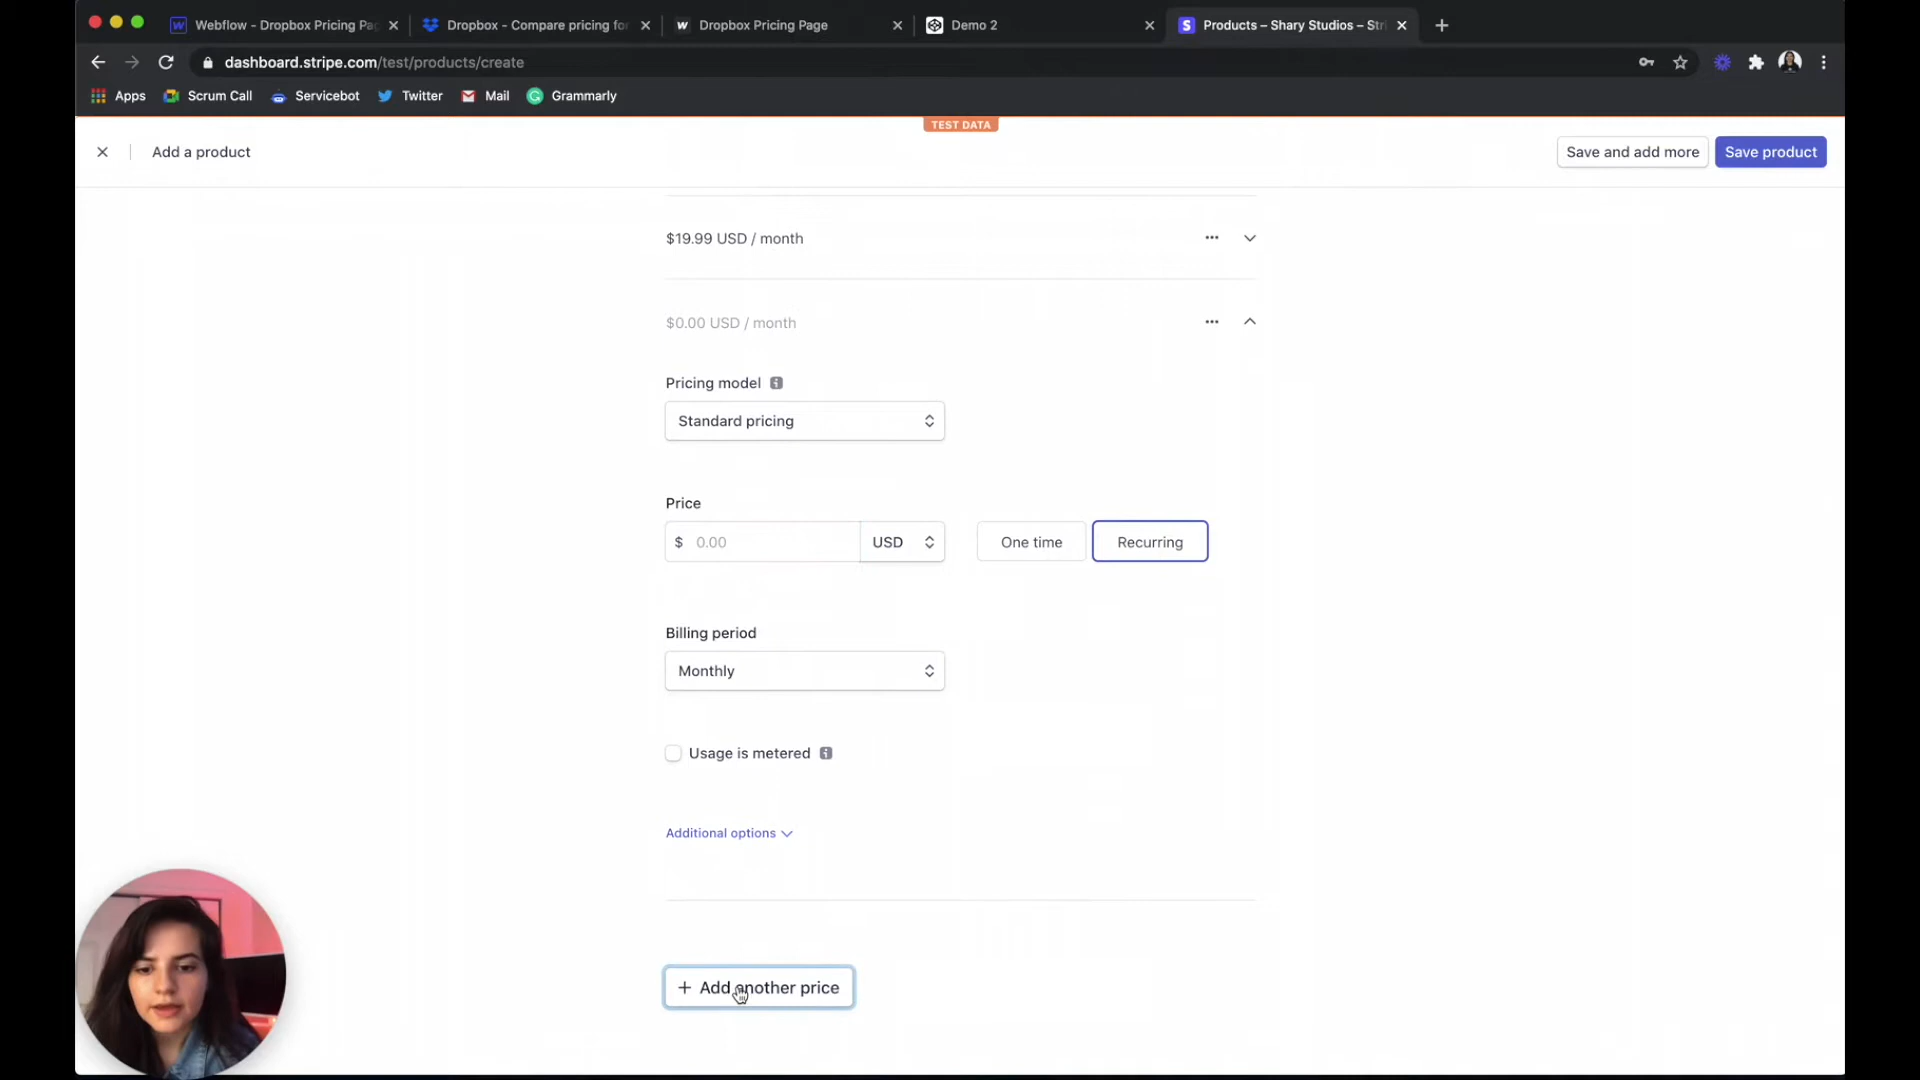 Webflow - Dropbox Pricing Pag
Dropbox - Compare pricing for
Dropbox Pricing Page
Demo 2
Products – Shary Studios – Stri
dashboard.stripe.com/test/products/create
Apps
Scrum Call
Servicebot
Twitter
Mail
Grammarly
TEST DATA
Add a product
Save and add more
Save product
$19.99 USD / month
$0.00 USD / month
Pricing model
Standard pricing
Price
$ 0.00
USD
One time
Recurring
Billing period
Monthly
Usage is metered
Additional options
+ Add another price